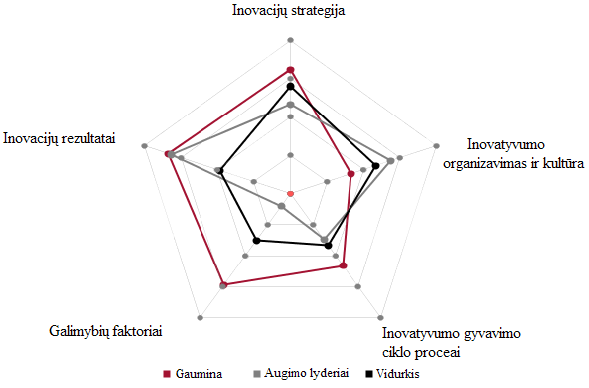 Inovacijų strategija
Inovacijų rezultatai
Inovatyvumo
organizavimas ir kultūra
Galimybių faktoriai
Inovatyvumo gyvavimo
ciklo proceai
Gaumina
Augimo lyderiai
Vidurkis